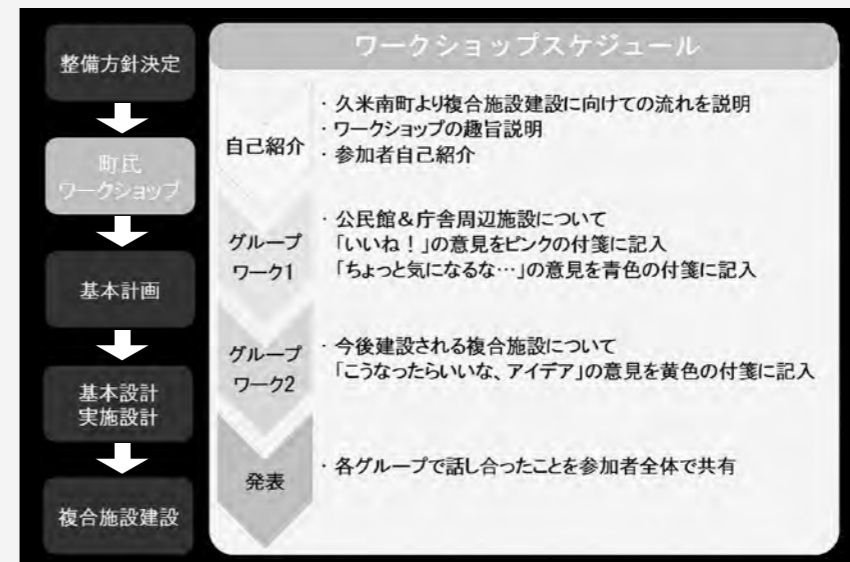 整備方針決定
町民
ワークショップ
基本計画
基本設計
実施設計
複合施設建設
ワークショップスケジュール
自己紹介
・久米南町より複合施設建設に向けての流れを説明
・ワークショップの趣旨説明
・参加者自己紹介
グループ
ワーク1
・公民館&庁舎周辺施設について
「いいね！」の意見をピンクの付箋に記入
「ちょっと気になるな…」の意見を青色の付箋に記入
グループ
ワーク2
・今後建設される複合施設について
「こうなったらいいな、アイデア」の意見を黄色の付箋に記入
発表
・各グループで話し合ったことを参加者全体で共有